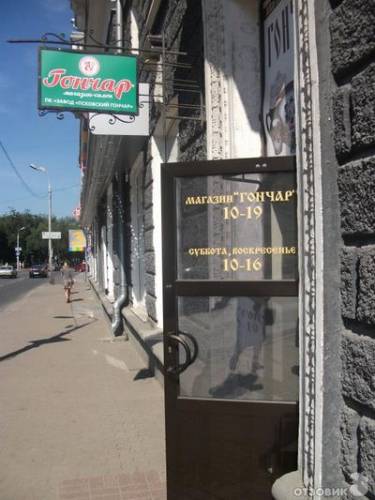 Гончар
магазин-салон
ПК «ЗАВОД «ПСКОВСКИЙ ГОНЧАР»
ГОНЧ
МАГАЗИН "ГОНЧАР"
10-19
СУББОТА, ВОСКРЕСЕНЬЕ
10-16
ОТЗОВИК